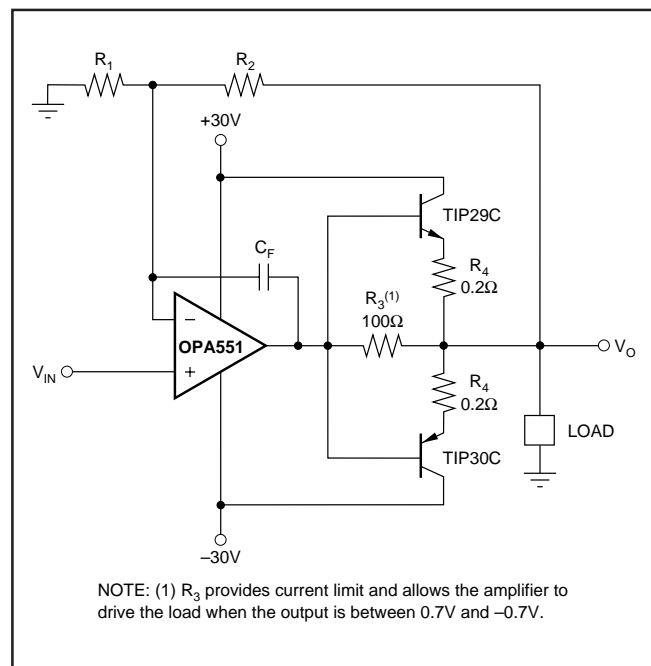 R1
R2
+30V
TIP29C
CF
R4
0.2Ω
R3(1)
100Ω
–
OPA551
+
VIN
VO
R4
0.2Ω
LOAD
TIP30C
–30V
NOTE: (1) R3 provides current limit and allows the amplifier to
drive the load when the output is between 0.7V and –0.7V.